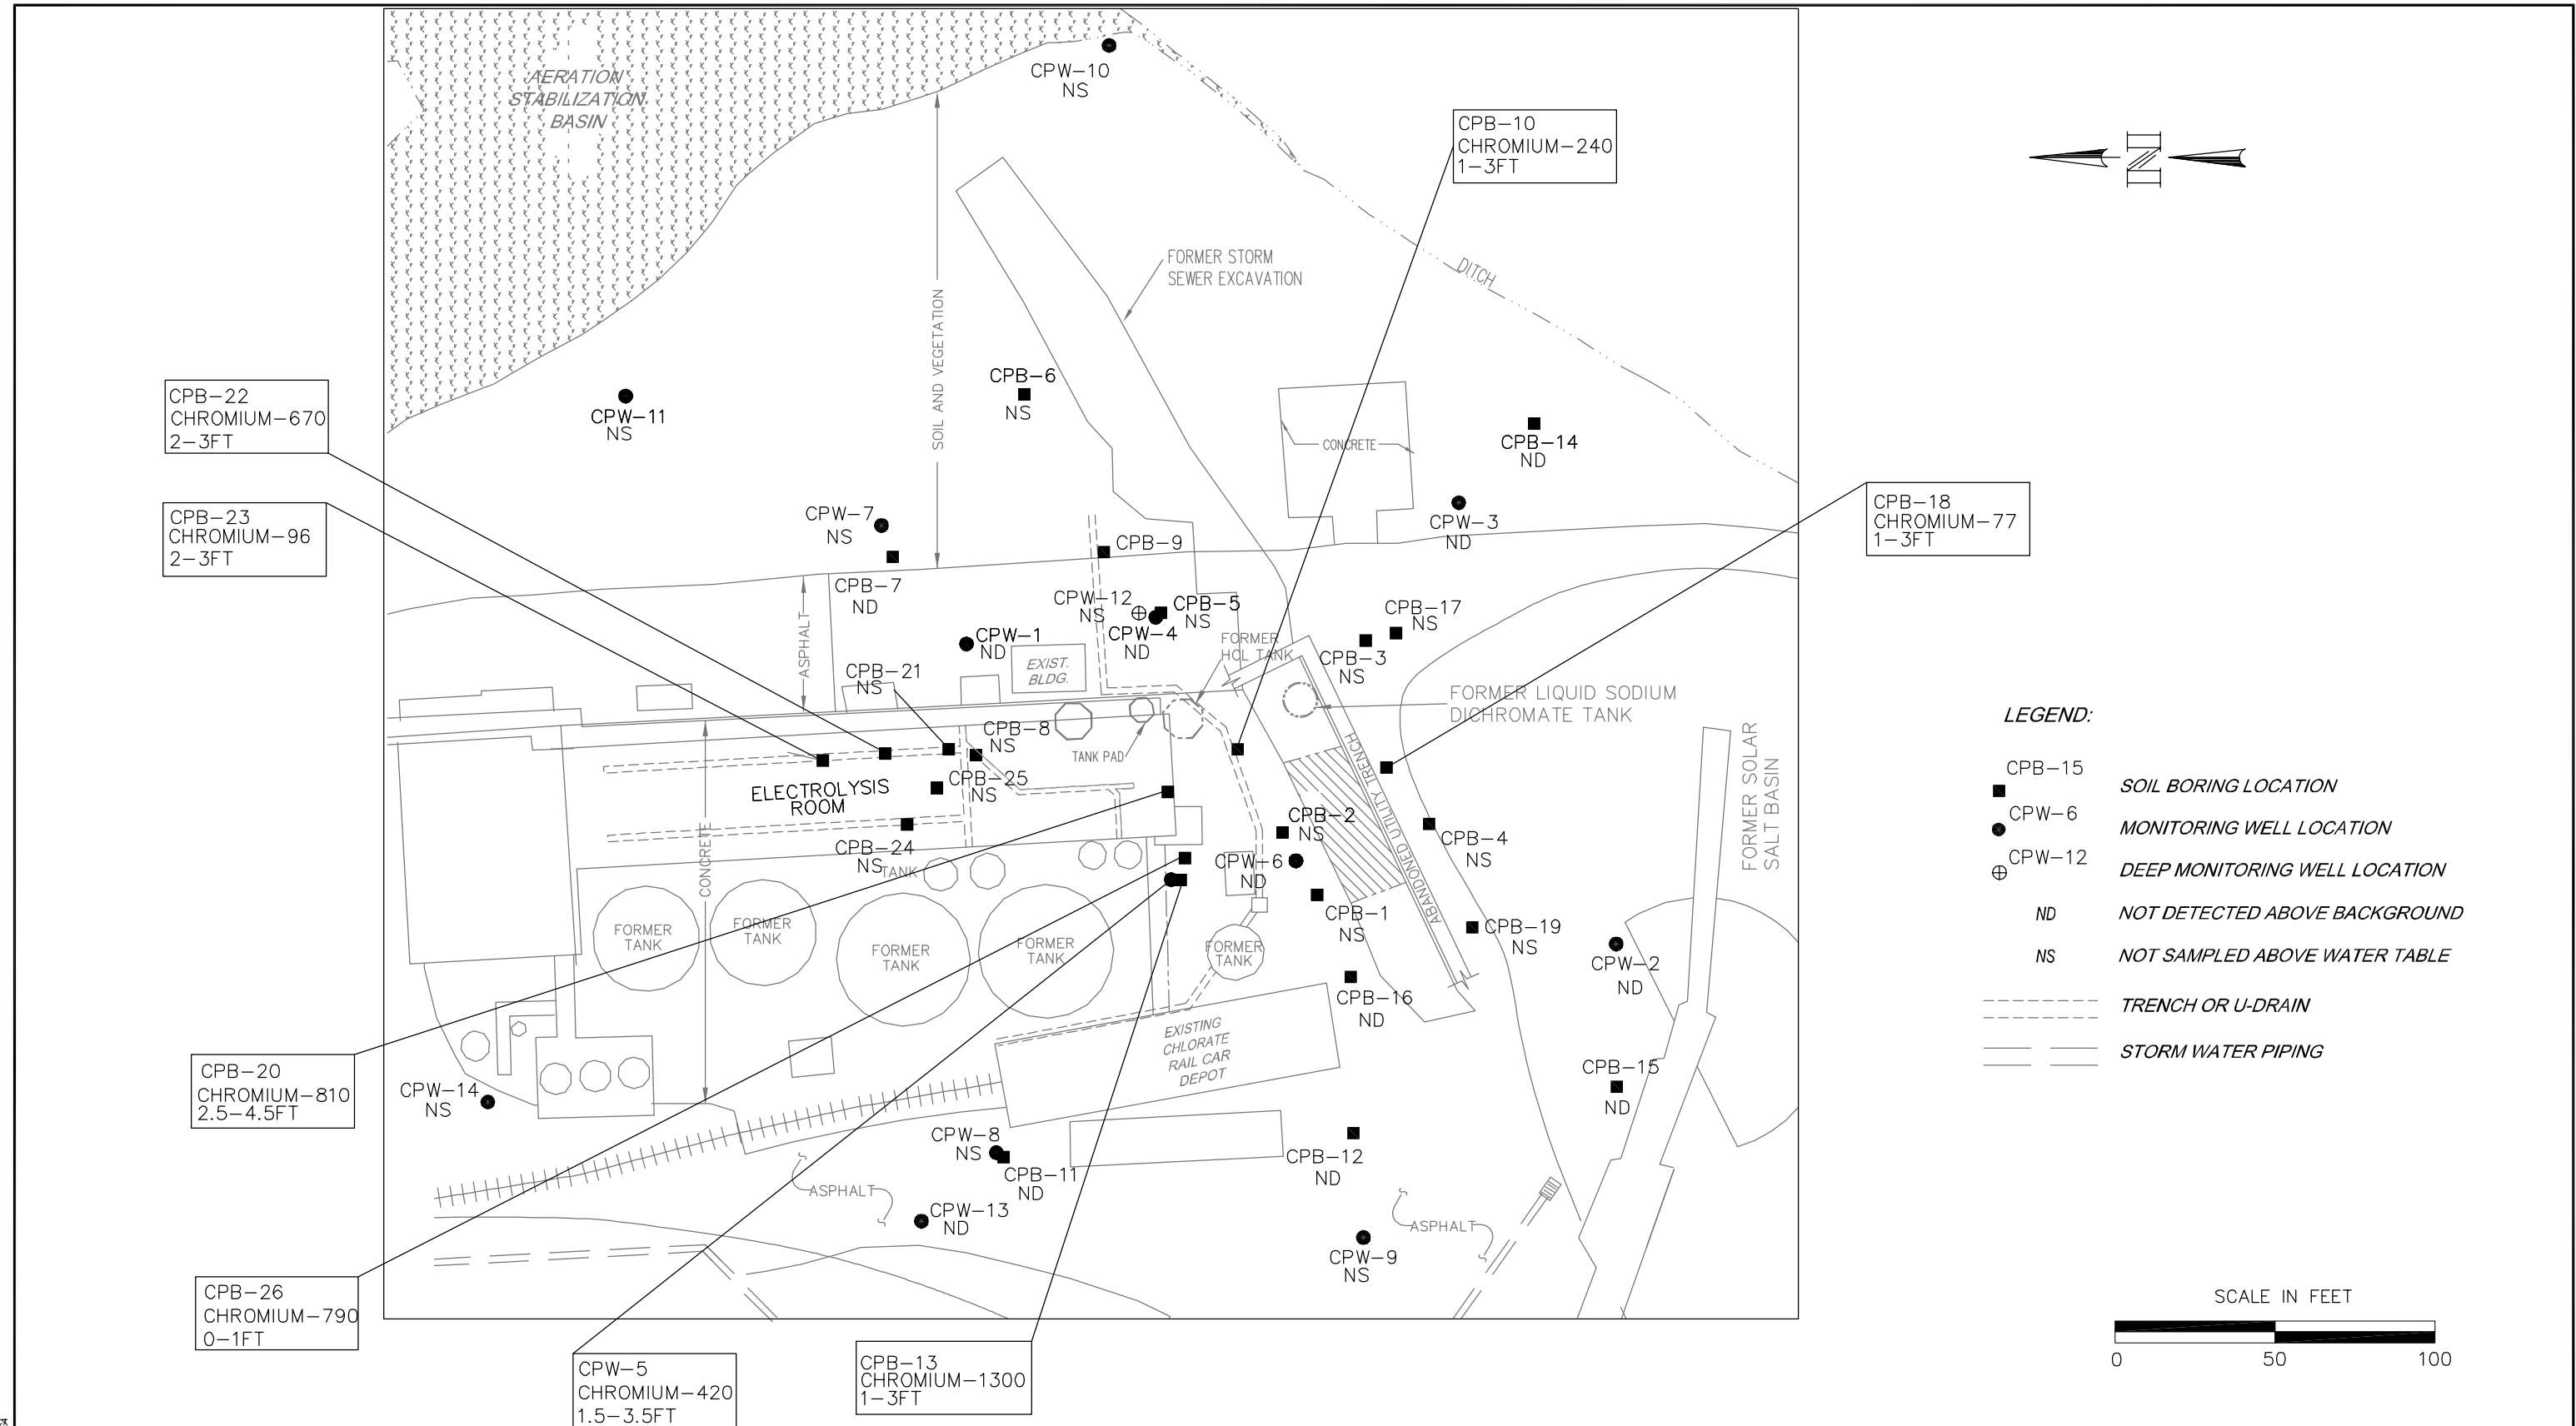 AERATION
STABILIZATION
BASIN
CPW-10
NS
CPB-10
CHROMIUM-240
1-3FT
N
FORMER STORM
SEWER EXCAVATION
DITCH
SOIL AND VEGETATION
CPB-22
CHROMIUM-670
2-3FT
CPW-11
NS
CPB-6
NS
CONCRETE
CPB-14
ND
CPB-23
CHROMIUM-96
2-3FT
CPW-7
NS
CPB-7
ND
CPB-9
CPW-3
ND
CPB-18
CHROMIUM-77
1-3FT
ASPHALT
CPW-12
NS
CPB-5
NS
CPW-4
ND
CPW-1
ND
EXIST.
BLDG.
FORMER
HCL TANK
CPB-17
NS
CPB-3
NS
CPB-21
NS
FORMER LIQUID SODIUM
DICHROMATE TANK
CPB-8
NS
TANK PAD
ELECTROLYSIS
ROOM
CPB-25
NS
CPB-24
NS
TANK
CONCRETE
CPB-2
NS
CPW-6
ND
ABANDONED UTILITY TRENCH
CPB-4
NS
FORMER SOLAR
SALT BASIN
CPB-1
NS
CPB-19
NS
CPW-2
ND
FORMER
TANK
FORMER
TANK
FORMER
TANK
FORMER
TANK
FORMER
TANK
CPB-16
ND
EXISTING
CHLORATE
RAIL CAR
DEPOT
CPB-20
CHROMIUM-810
2.5-4.5FT
CPW-14
NS
CPB-15
ND
CPW-8
NS
CPB-11
ND
CPB-12
ND
ASPHALT
CPW-13
ND
ASPHALT
CPW-9
NS
CPB-26
CHROMIUM-790
0-1FT
CPW-5
CHROMIUM-420
1.5-3.5FT
CPB-13
CHROMIUM-1300
1-3FT
LEGEND:
CPB-15
SOIL BORING LOCATION
CPW-6
MONITORING WELL LOCATION
CPW-12
DEEP MONITORING WELL LOCATION
ND NOT DETECTED ABOVE BACKGROUND
NS NOT SAMPLED ABOVE WATER TABLE
TRENCH OR U-DRAIN
STORM WATER PIPING
SCALE IN FEET
0 50 100